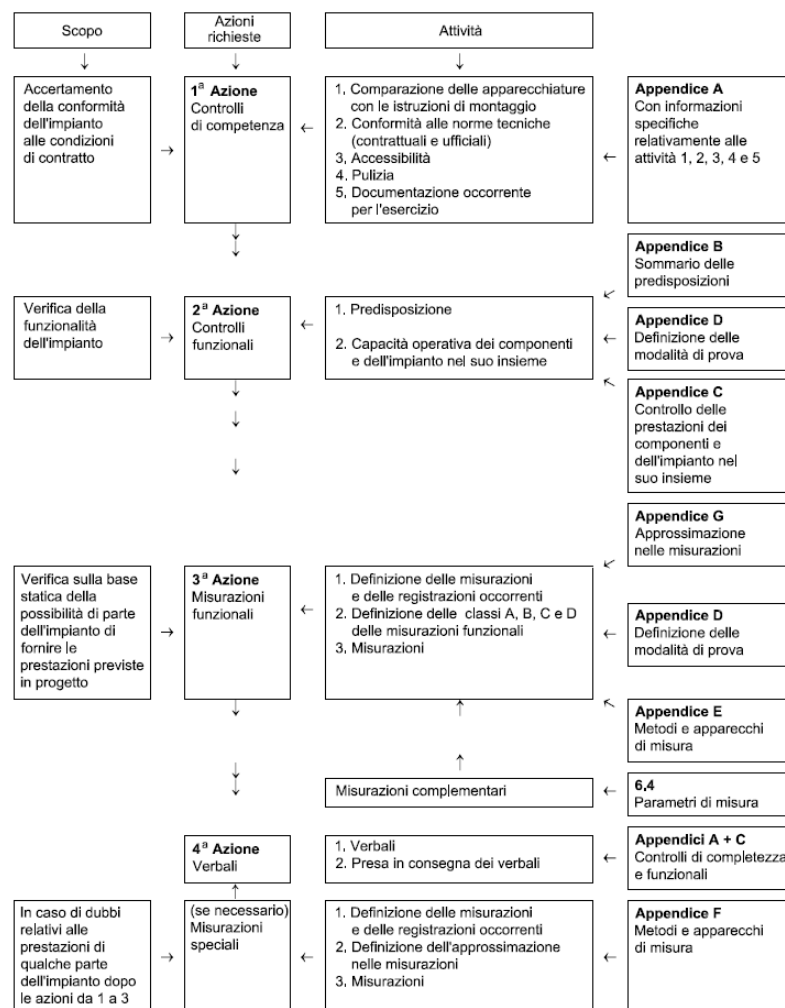 Scopo
Azioni
richieste
Attività
Accertamento
della conformità
dell'impianto
alle condizioni
di contratto
1ª Azione
Controlli
di competenza
1, Comparazione delle apparecchiature
con le istruzioni di montaggio
2. Conformità alle norme tecniche
(contrattuali e ufficiali)
3, Accessibilità
4, Pulizia
5, Documentazione occorrente
per l'esercizio
Appendice A
Con informazioni
specifiche
relativamente alle
attività 1, 2, 3, 4 e 5
Appendice B
Sommario delle
predisposizioni
Verifica della
funzionalità
dell'impianto
2ª Azione
Controlli
funzionali
1. Predisposizione
2. Capacità operativa dei componenti
e dell'impianto nel suo insieme
Appendice D
Definizione delle
modalità di prova
Appendice C
Controllo delle
prestazioni dei
componenti e
dell'impianto nel
suo insieme
Appendice G
Approssimazione
nelle misurazioni
Verifica sulla base
statica della
possibilità di parte
dell'impianto di
fornire le
prestazioni previste
in progetto
3ª Azione
Misurazioni
funzionali
1. Definizione delle misurazioni
e delle registrazioni occorrenti
2. Definizione delle classi A, B, C e D
delle misurazioni funzionali
3, Misurazioni
Appendice D
Definizione delle
modalità di prova
Appendice E
Metodi e apparecchi
di misura
Misurazioni complementari
6,4
Parametri di misura
4ª Azione
Verbali
1, Verbali
2. Presa in consegna dei verbali
Appendici A + C
Controlli di completezza
e funzionali
In caso di dubbi
relativi alle
prestazioni di
qualche parte
dell'impianto dopo
le azioni da 1 a 3
(se necessario)
Misurazioni
speciali
1. Definizione delle misurazioni
e delle registrazioni occorrenti
2, Definizione dell'approssimazione
nelle misurazioni
3, Misurazioni
Appendice F
Metodi e apparecchi
di misura